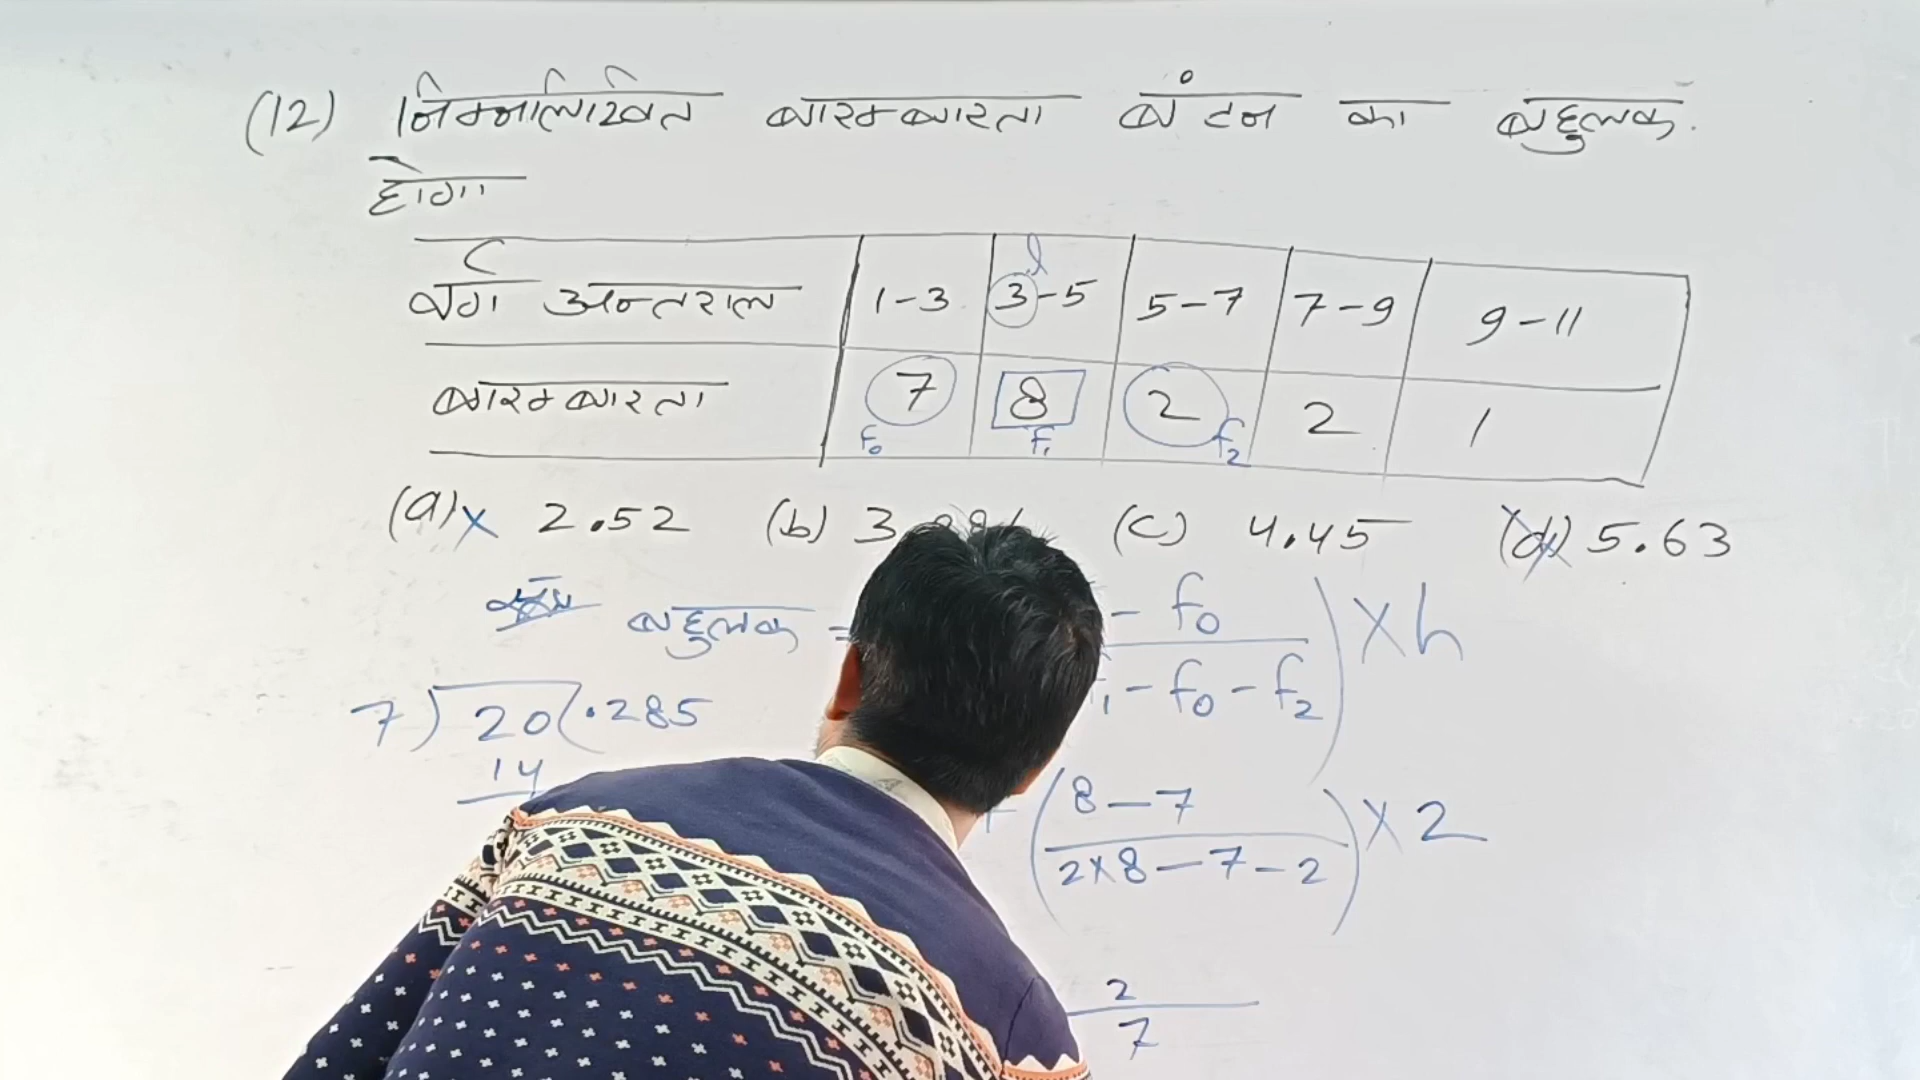 (12) निम्नलिखित बारम्बारता बंटन का बहुलक
होगा
वर्ग अन्तराल 1-3 3-5 5-7 7-9 9-11
l
बारम्बारता 7 8 2 2 1
f₀ f₁ f₂
(a) 2.52 (b) 3 (c) 4.45 (d) 5.63
बहुलक = - f₀ ) × h
₁ - f₀ - f₂
7) 20 (.285
14
+ ( 8 - 7 ) × 2
2×8 - 7 - 2
2
7